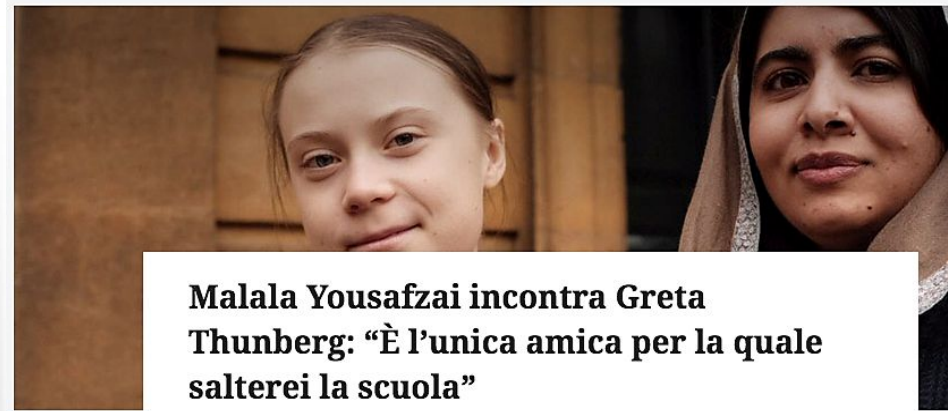 Malala Yousafzai incontra Greta
Thunberg: “È l’unica amica per la quale
salterei la scuola”